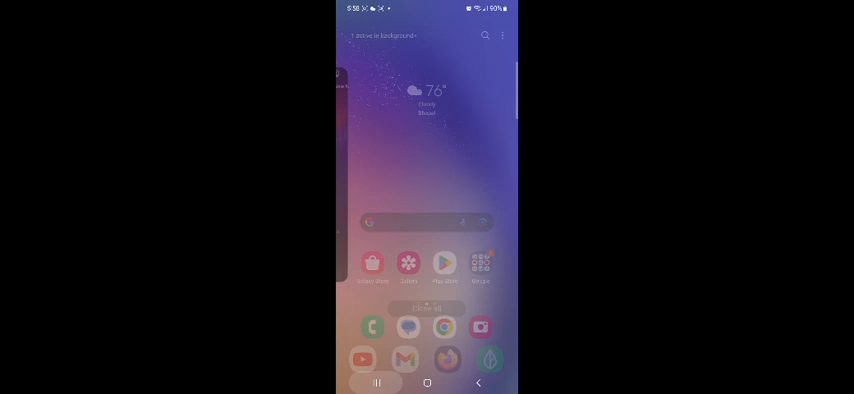 5:58 90%
1 active in background
76°
Cloudy
Galaxy Store Gallery Play Store Google
Close all